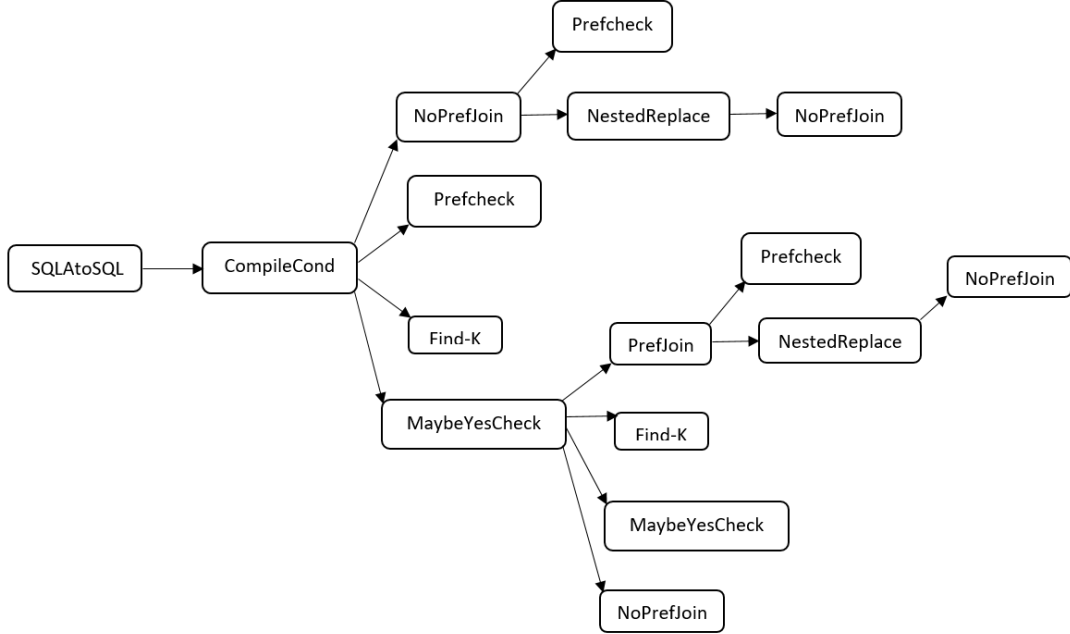 Prefcheck
NoPrefJoin
NestedReplace
NoPrefJoin
Prefcheck
SQLAtoSQL
CompileCond
Prefcheck
NoPrefJoin
Find-K
PrefJoin
NestedReplace
MaybeYesCheck
Find-K
MaybeYesCheck
NoPrefJoin